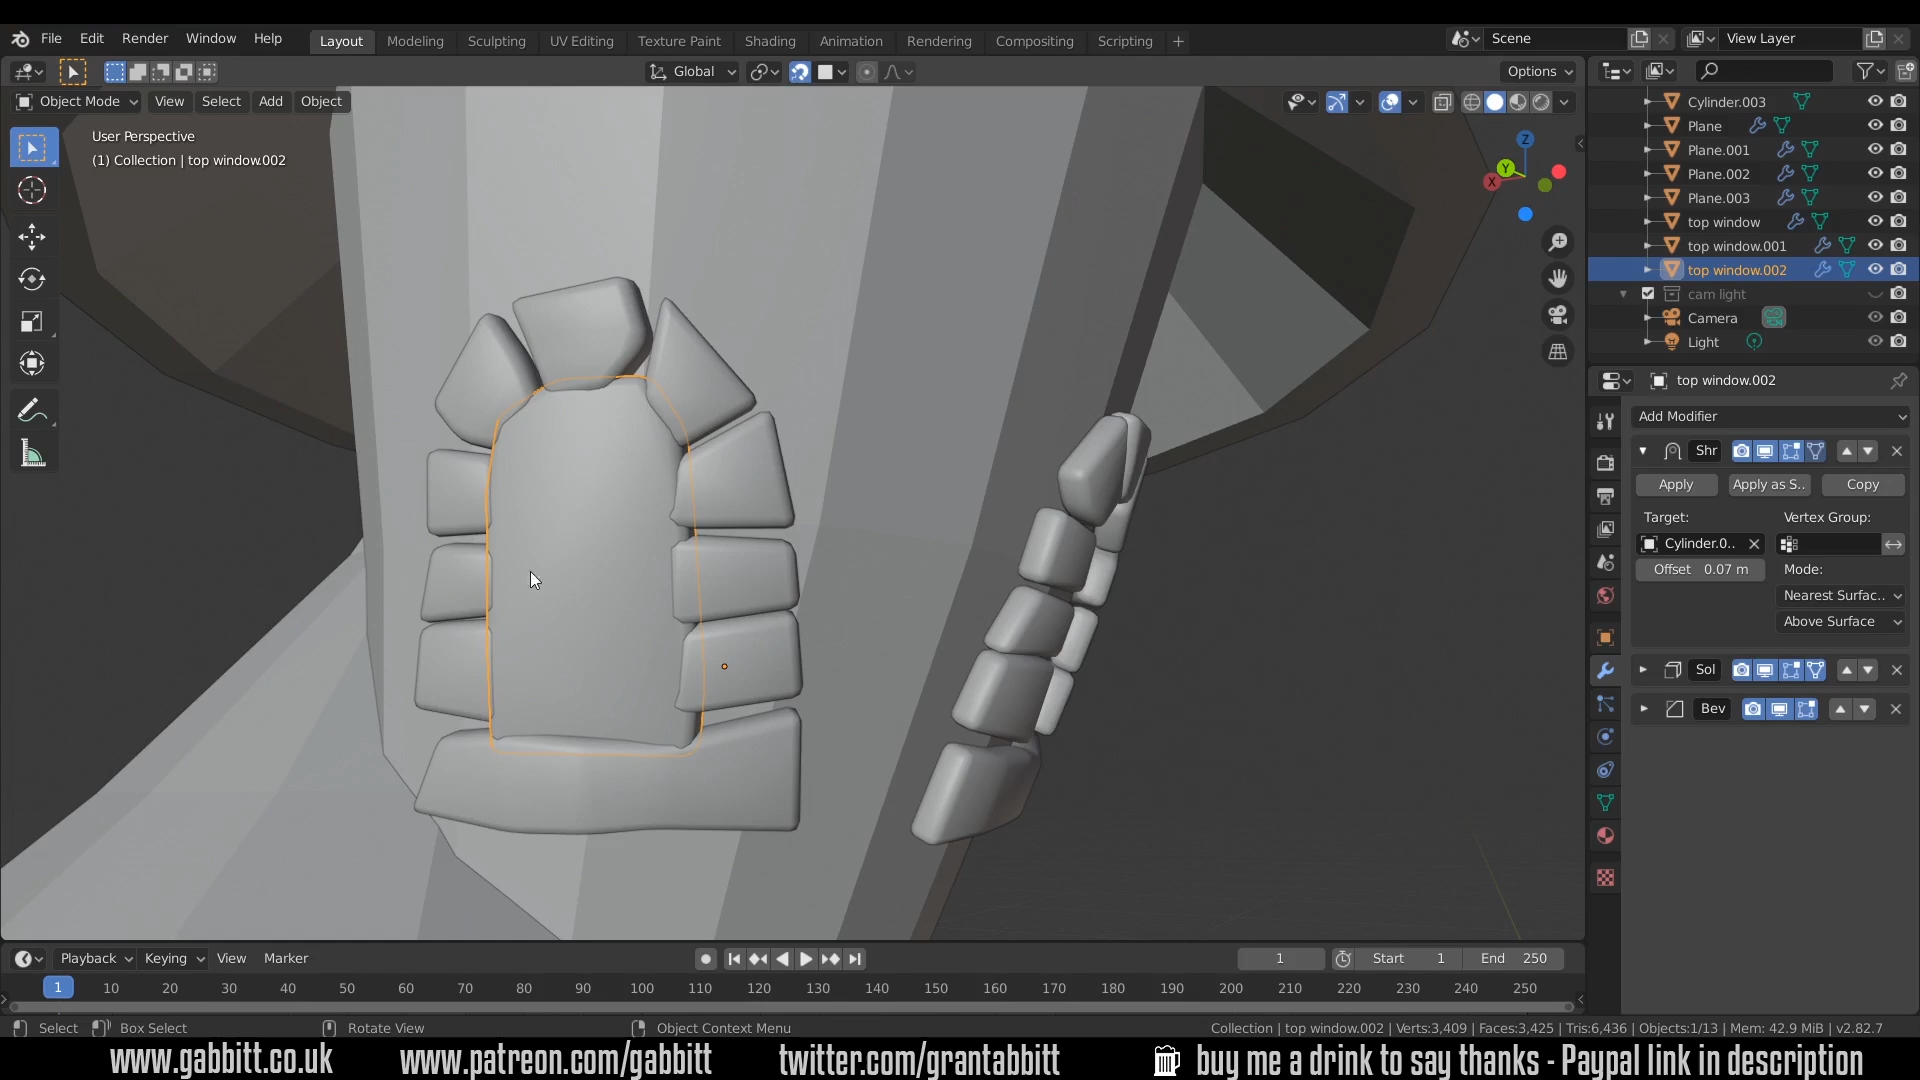 File Edit Render Window Help
Layout Modeling Sculpting UV Editing Texture Paint Shading Animation Rendering Compositing Scripting +
Scene View Layer
Global Options
Object Mode View Select Add Object
User Perspective
(1) Collection | top window.002
Z
Y
X
Cylinder.003
Plane
Plane.001
Plane.002
Plane.003
top window
top window.001
top window.002
cam light
Camera
Light
top window.002
Add Modifier
Shr
Apply Apply as S.. Copy
Target: Vertex Group:
Cylinder.0..
Offset 0.07 m Mode:
Nearest Surfac..
Above Surface
Sol
Bev
Playback Keying View Marker
1 Start 1 End 250
1 10 20 30 40 50 60 70 80 90 100 110 120 130 140 150 160 170 180 190 200 210 220 230 240 250
Select Box Select Rotate View Object Context Menu
Collection | top window.002 | Verts:3,409 | Faces:3,425 | Tris:6,436 | Objects:1/13 | Mem: 42.9 MiB | v2.82.7
www.gabbitt.co.uk www.patreon.com/gabbitt twitter.com/grantabbitt buy me a drink to say thanks - Paypal link in description